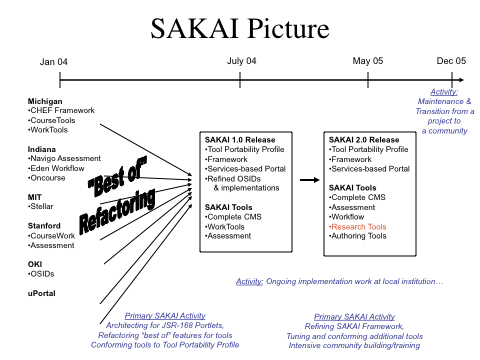 SAKAI Picture
Jan 04
July 04
May 05
Dec 05
Activity:
Maintenance &
Transition from a
project to
a community
Michigan
•CHEF Framework
•CourseTools
•WorkTools
Indiana
•Navigo Assessment
•Eden Workflow
•Oncourse
MIT
•Stellar
Stanford
•CourseWork
•Assessment
OKI
•OSIDs
uPortal
"Best of"
Refactoring
SAKAI 1.0 Release
•Tool Portability Profile
•Framework
•Services-based Portal
•Refined OSIDs
& implementations
SAKAI Tools
•Complete CMS
•WorkTools
•Assessment
SAKAI 2.0 Release
•Tool Portability Profile
•Framework
•Services-based Portal
SAKAI Tools
•Complete CMS
•Assessment
•Workflow
•Research Tools
•Authoring Tools
Activity: Ongoing implementation work at local institution…
Primary SAKAI Activity
Architecting for JSR-168 Portlets,
Refactoring "best of" features for tools
Conforming tools to Tool Portability Profile
Primary SAKAI Activity
Refining SAKAI Framework,
Tuning and conforming additional tools
Intensive community building/training